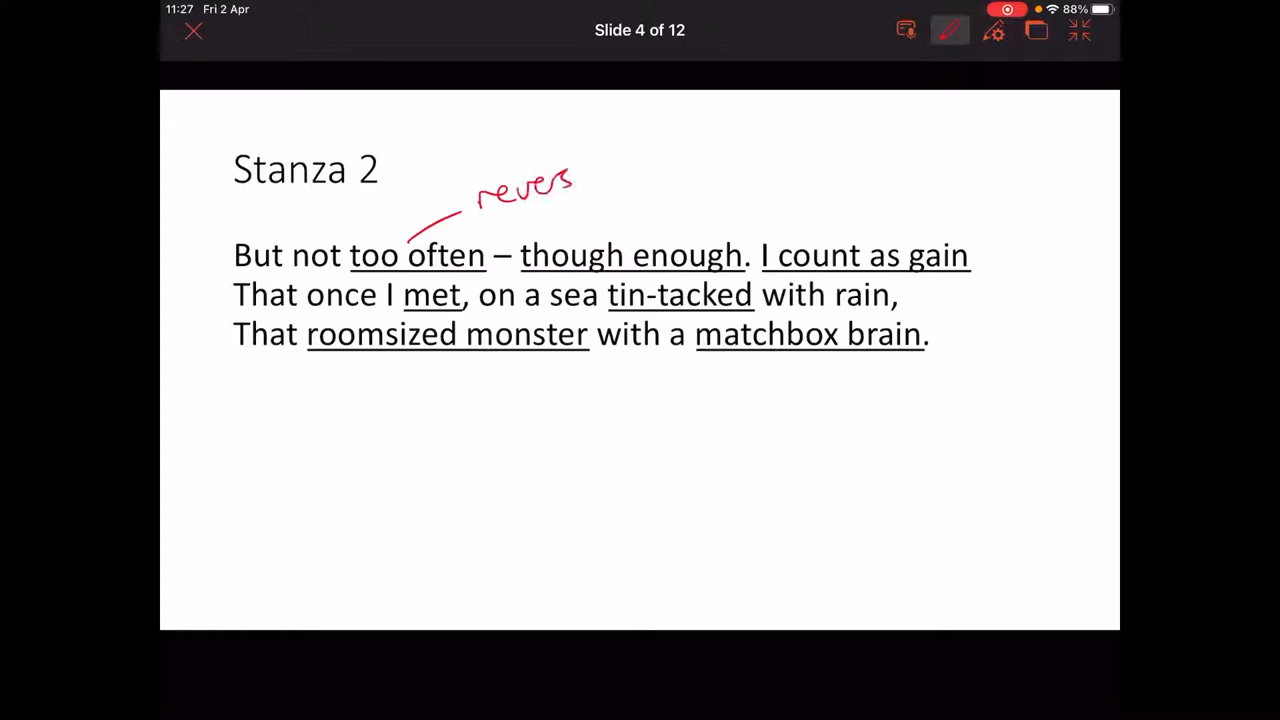 11:27 Fri 2 Apr
88%
Slide 4 of 12
Stanza 2
revers
But not too often – though enough. I count as gain
That once I met, on a sea tin-tacked with rain,
That roomsized monster with a matchbox brain.